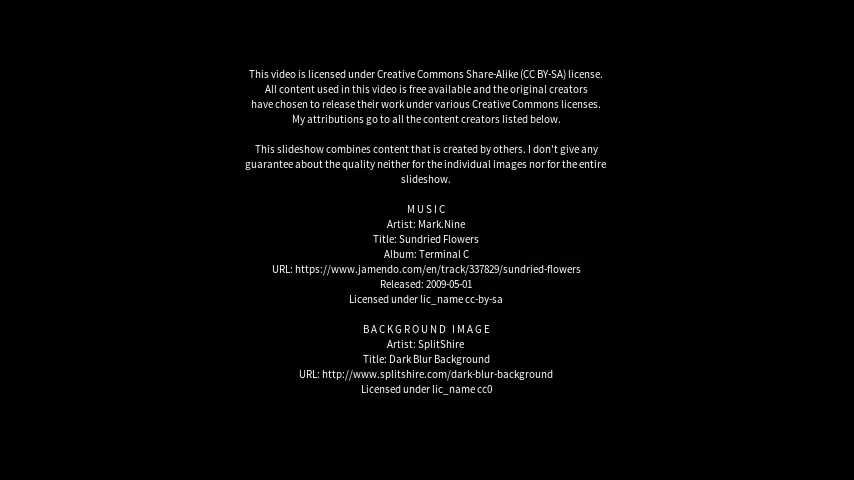 This video is licensed under Creative Commons Share-Alike (CC BY-SA) license.
All content used in this video is free available and the original creators
have chosen to release their work under various Creative Commons licenses.
My attributions go to all the content creators listed below.
This slideshow combines content that is created by others. I don't give any
guarantee about the quality neither for the individual images nor for the entire
slideshow.
MUSIC
Artist: Mark.Nine
Title: Sundried Flowers
Album: Terminal C
URL: https://www.jamendo.com/en/track/337829/sundried-flowers
Released: 2009-05-01
Licensed under lic_name cc-by-sa
BACKGROUND IMAGE
Artist: SplitShire
Title: Dark Blur Background
URL: http://www.splitshire.com/dark-blur-background
Licensed under lic_name cc0